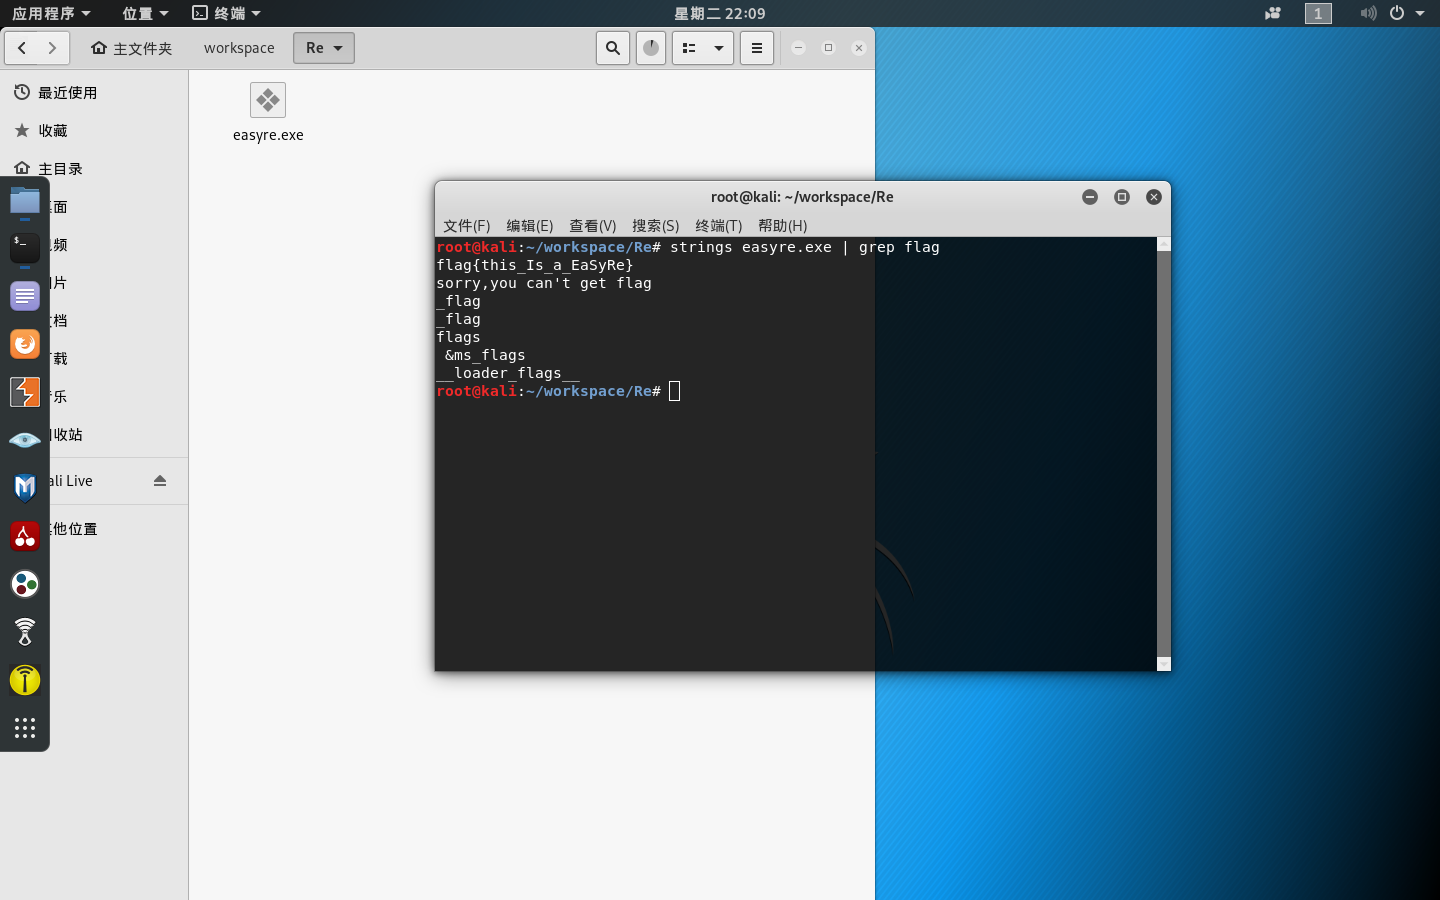 应用程序 位置 终端 星期二 22:09 1
主文件夹 workspace Re
最近使用
收藏
主目录
面
频
片
档
载
乐
收站
ali Live
他位置
easyre.exe
root@kali: ~/workspace/Re
文件(F) 编辑(E) 查看(V) 搜索(S) 终端(T) 帮助(H)
root@kali:~/workspace/Re# strings easyre.exe | grep flag
flag{this_Is_a_EaSyRe}
sorry,you can't get flag
_flag
_flag
flags
 &ms_flags
__loader_flags__
root@kali:~/workspace/Re#